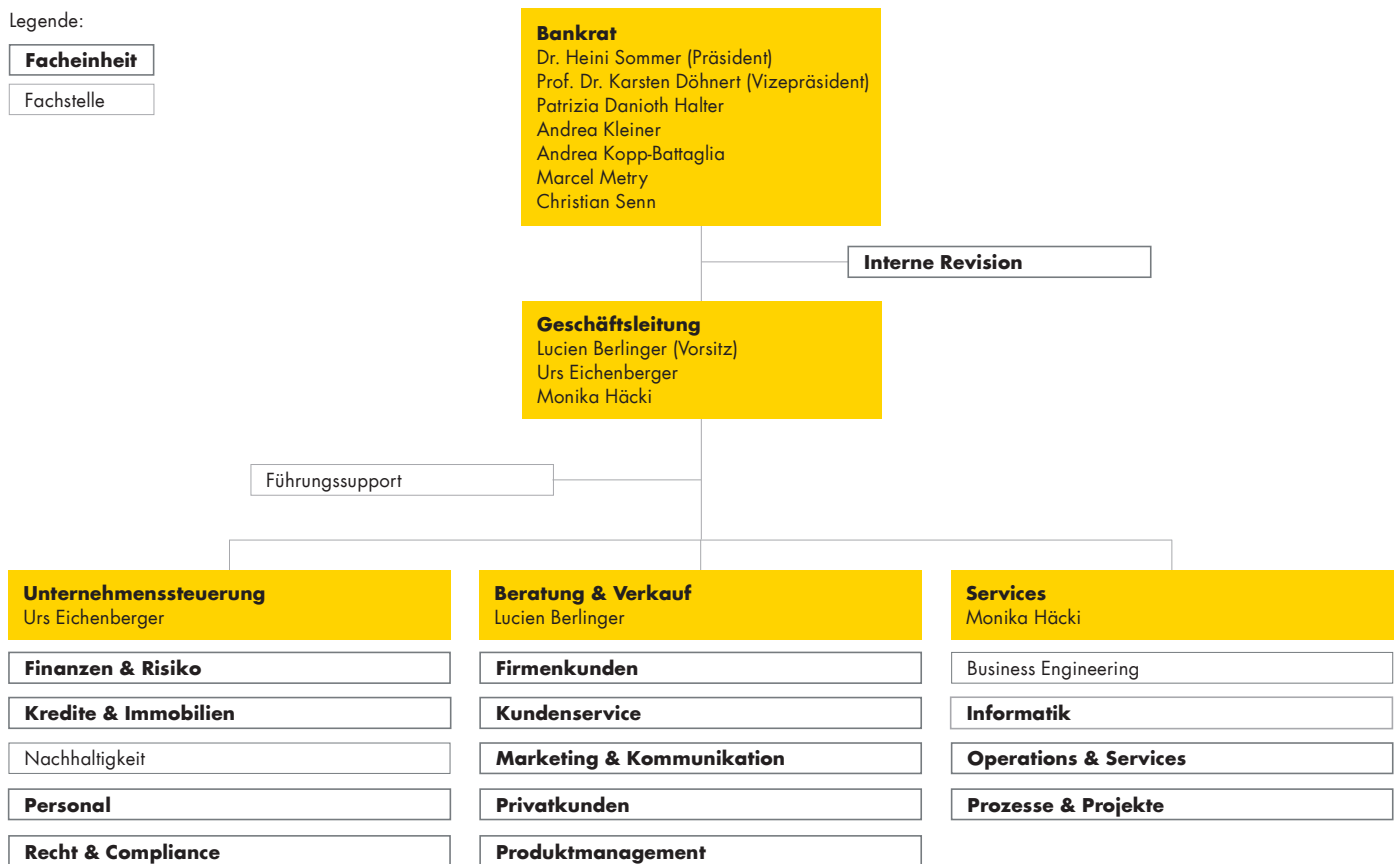 Legende:
Facheinheit
Fachstelle
Bankrat
Dr. Heini Sommer (Präsident)
Prof. Dr. Karsten Döhnert (Vizepräsident)
Patrizia Danioth Halter
Andrea Kleiner
Andrea Kopp-Battaglia
Marcel Metry
Christian Senn
Interne Revision
Geschäftsleitung
Lucien Berlinger (Vorsitz)
Urs Eichenberger
Monika Häcki
Führungssupport
Unternehmenssteuerung
Urs Eichenberger
Finanzen & Risiko
Kredite & Immobilien
Nachhaltigkeit
Personal
Recht & Compliance
Beratung & Verkauf
Lucien Berlinger
Firmenkunden
Kundenservice
Marketing & Kommunikation
Privatkunden
Produktmanagement
Services
Monika Häcki
Business Engineering
Informatik
Operations & Services
Prozesse & Projekte